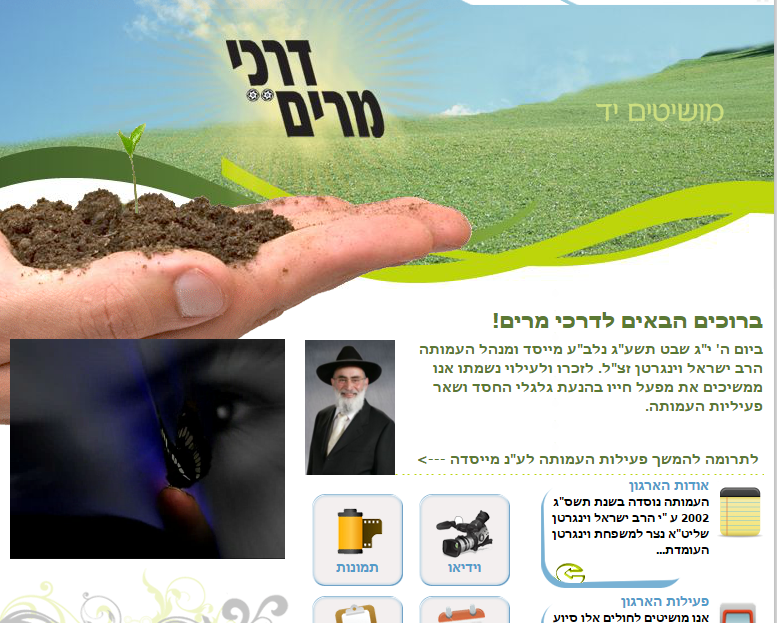 דרכי
מרים
מושיטים יד
ברוכים הבאים לדרכי מרים!
ביום ה' י"ג שבט תשע"ג נלב"ע מייסד ומנהל העמותה
הרב ישראל וינגרטן זצ"ל. לזכרו ולעילוי נשמתו אנו
ממשיכים את מפעל חייו בהנעת גלגלי החסד ושאר
פעיליות העמותה.
לתרומה להמשך פעילות העמותה לע"נ מייסדה --->
אודות הארגון
העמותה נוסדה בשנת תשס"ג
2002 ע "י הרב ישראל וינגרטן
שליט"א נצר למשפחת וינגרטן
העומדת...
וידיאו
תמונות
פעילות הארגון
אנו מושיטים לחולים אלו סיוע